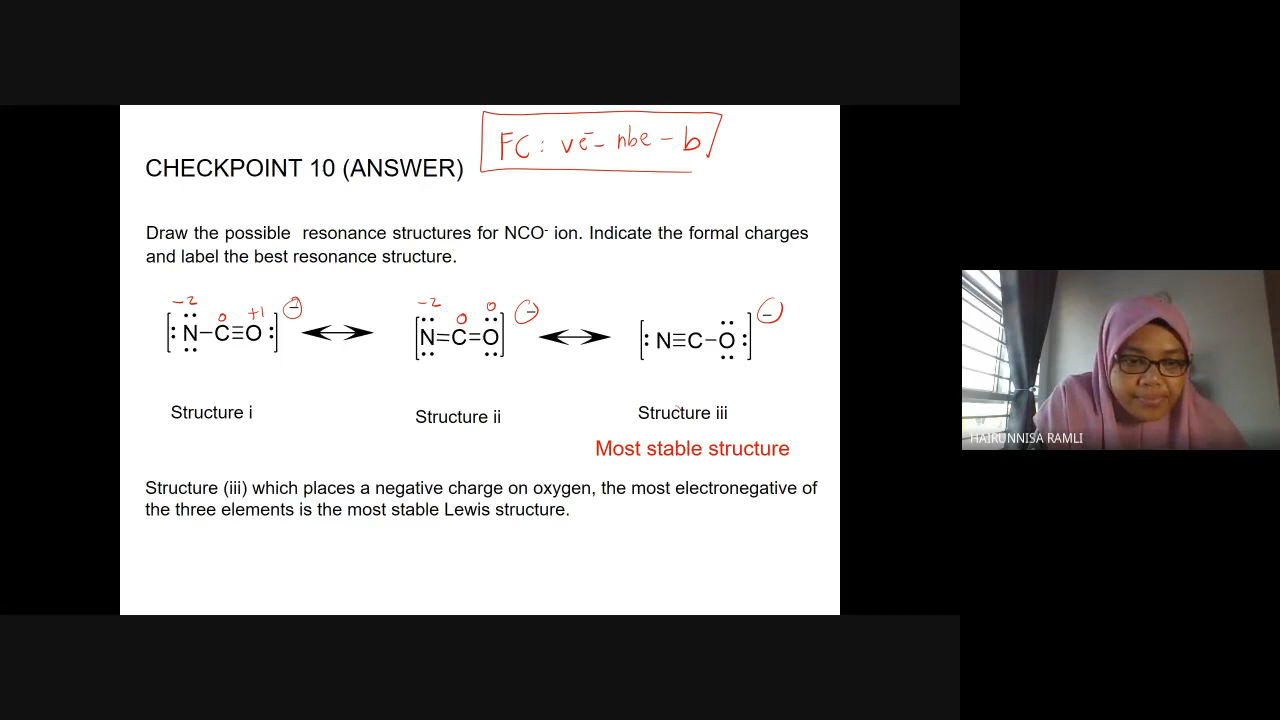 FC : ve⁻ - nbe - b
CHECKPOINT 10 (ANSWER)
Draw the possible resonance structures for NCO⁻ ion. Indicate the formal charges
and label the best resonance structure.
-2 0 +1 −
[:N̈−C≡O:]
-2 0 0 −
[N=C=O]
−
[:N≡C−O:]
Structure i
Structure ii
Structure iii
Most stable structure
Structure (iii) which places a negative charge on oxygen, the most electronegative of
the three elements is the most stable Lewis structure.
HAIRUNNISA RAMLI